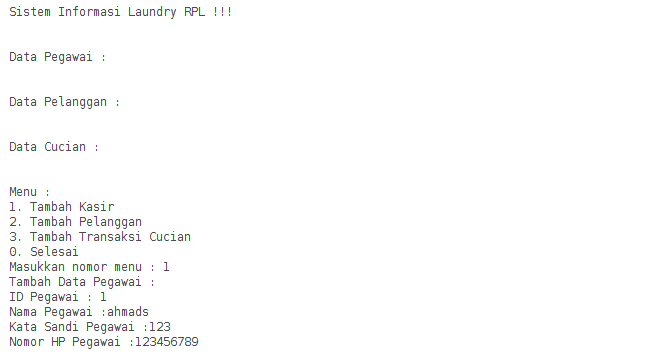 Sistem Informasi Laundry RPL !!!
Data Pegawai :
Data Pelanggan :
Data Cucian :
Menu :
1. Tambah Kasir
2. Tambah Pelanggan
3. Tambah Transaksi Cucian
0. Selesai
Masukkan nomor menu : 1
Tambah Data Pegawai :
ID Pegawai : 1
Nama Pegawai :ahmads
Kata Sandi Pegawai :123
Nomor HP Pegawai :123456789